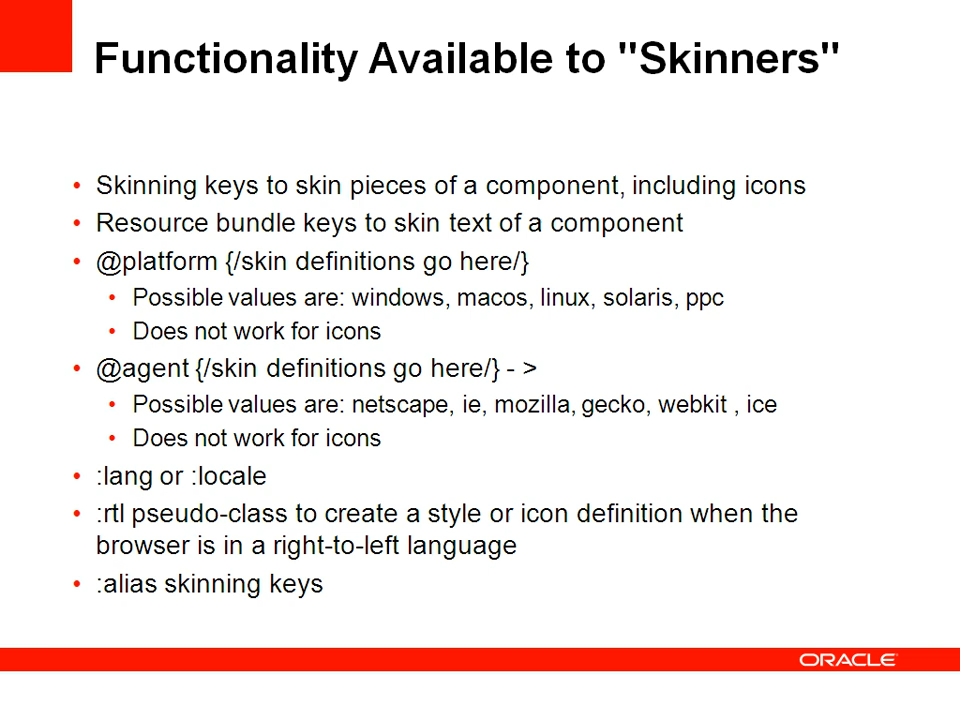 Functionality Available to "Skinners"
• Skinning keys to skin pieces of a component, including icons
• Resource bundle keys to skin text of a component
• @platform {/skin definitions go here/}
• Possible values are: windows, macos, linux, solaris, ppc
• Does not work for icons
• @agent {/skin definitions go here/} - >
• Possible values are: netscape, ie, mozilla, gecko, webkit , ice
• Does not work for icons
• :lang or :locale
• :rtl pseudo-class to create a style or icon definition when the
browser is in a right-to-left language
• :alias skinning keys
ORACLE